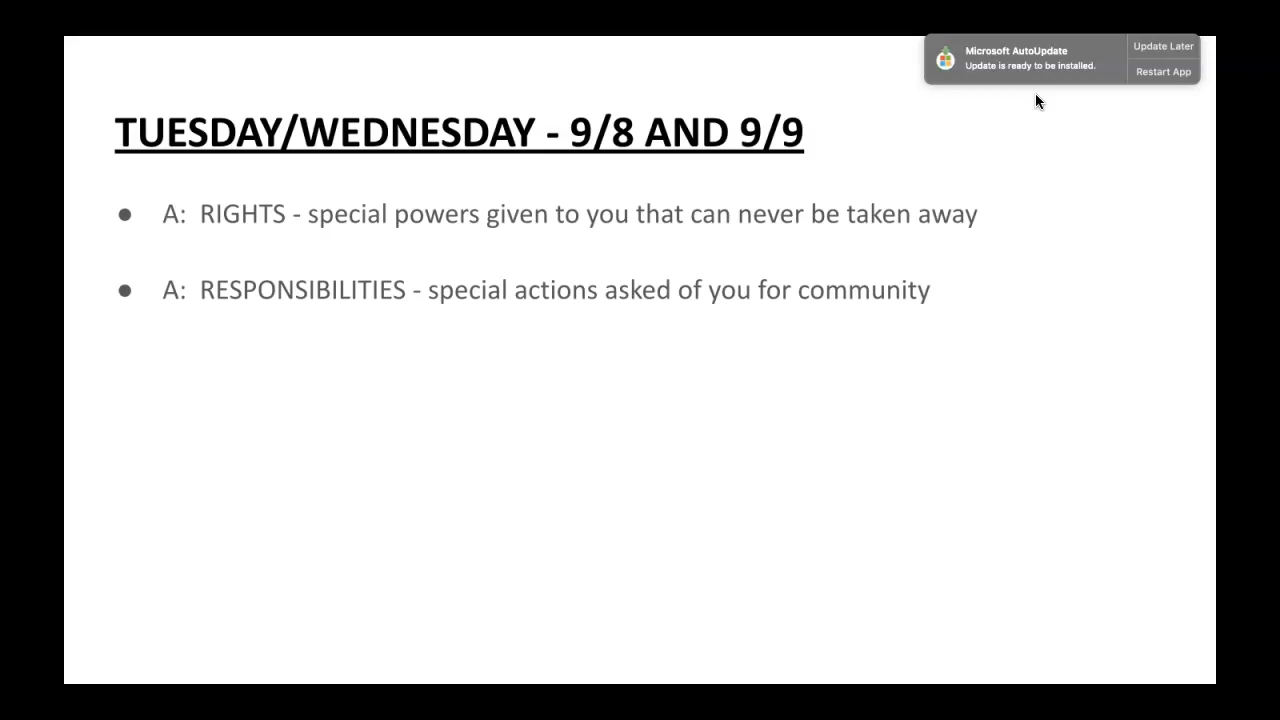 Microsoft AutoUpdate
Update is ready to be installed.
Update Later
Restart App
TUESDAY/WEDNESDAY - 9/8 AND 9/9
● A: RIGHTS - special powers given to you that can never be taken away
● A: RESPONSIBILITIES - special actions asked of you for community